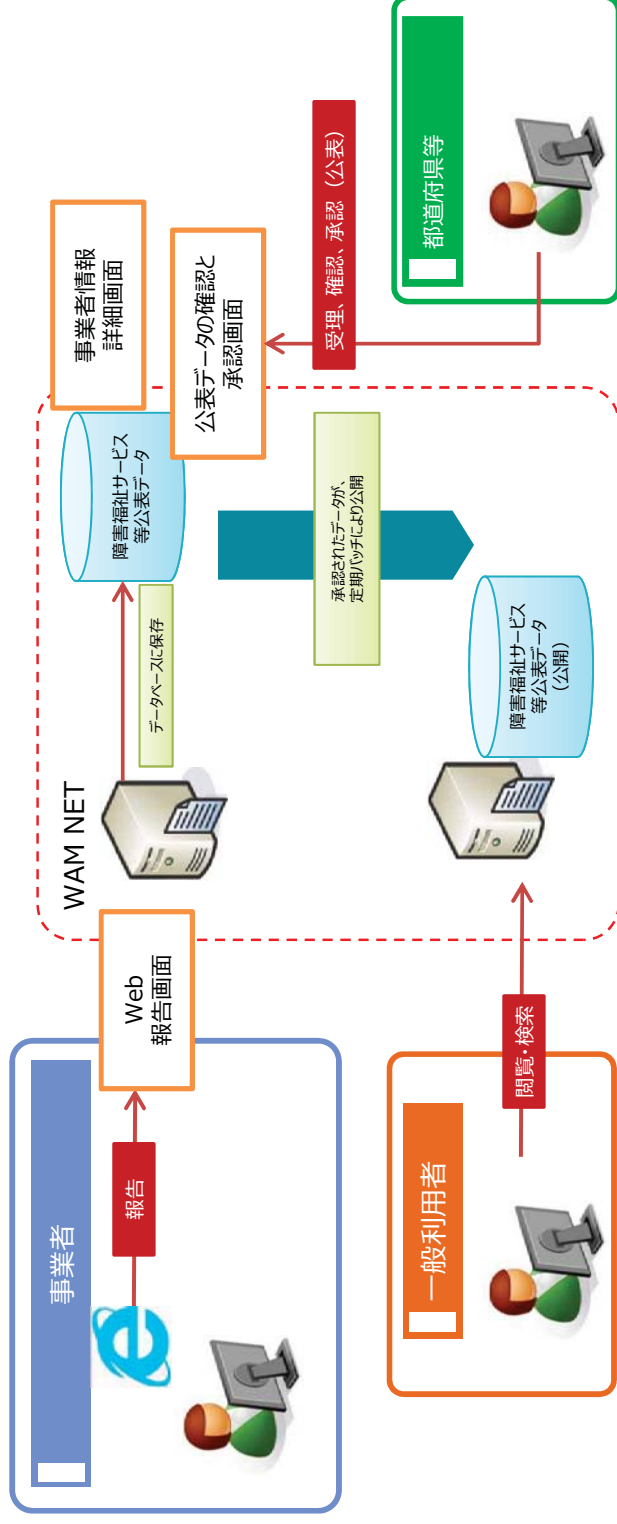 事業者
報告
Web
報告画面
WAM NET
データベースに保存
障害福祉サービス
等公表データ
事業者情報
詳細画面
公表データの確認と
承認画面
承認されたデータが、
定期バッチにより公開
受理、確認、承認（公表）
都道府県等
一般利用者
閲覧・検索
障害福祉サービス
等公表データ
（公開）